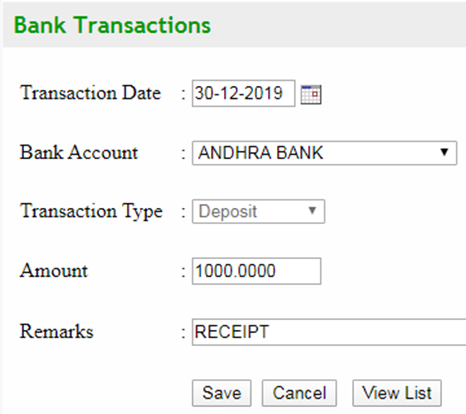 Bank Transactions
Transaction Date : 30-12-2019
Bank Account : ANDHRA BANK
Transaction Type : Deposit
Amount : 1000.0000
Remarks : RECEIPT
Save Cancel View List